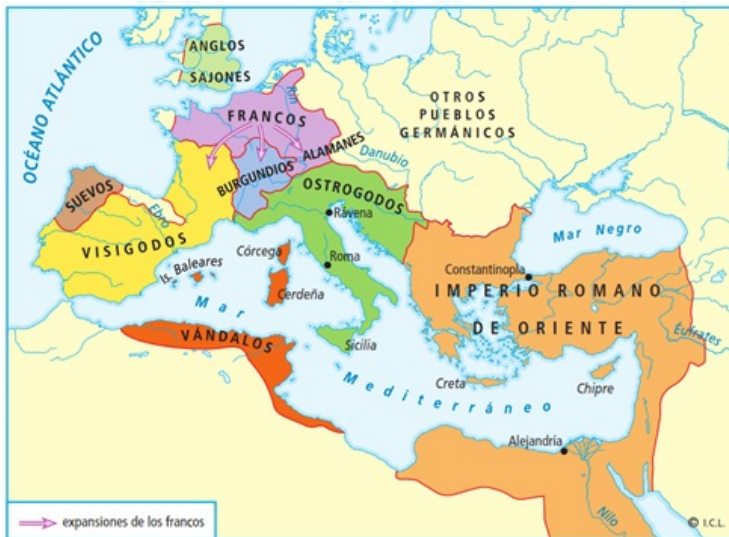 ANGLOS
SAJONES
OCÉANO ATLÁNTICO
Rin
FRANCOS
ALAMANES
BURGUNDIOS
OTROS
PUEBLOS
GERMÁNICOS
Danubio
SUEVOS
Ebro
VISIGODOS
OSTROGODOS
Rávena
Roma
Córcega
Is. Baleares
Cerdeña
Mar Negro
Constantinopla
IMPERIO ROMANO
DE ORIENTE
Éufrates
VÁNDALOS
Sicilia
Mar
Mediterráneo
Creta
Chipre
Alejandría
Nilo
expansiones de los francos
© I.C.L.